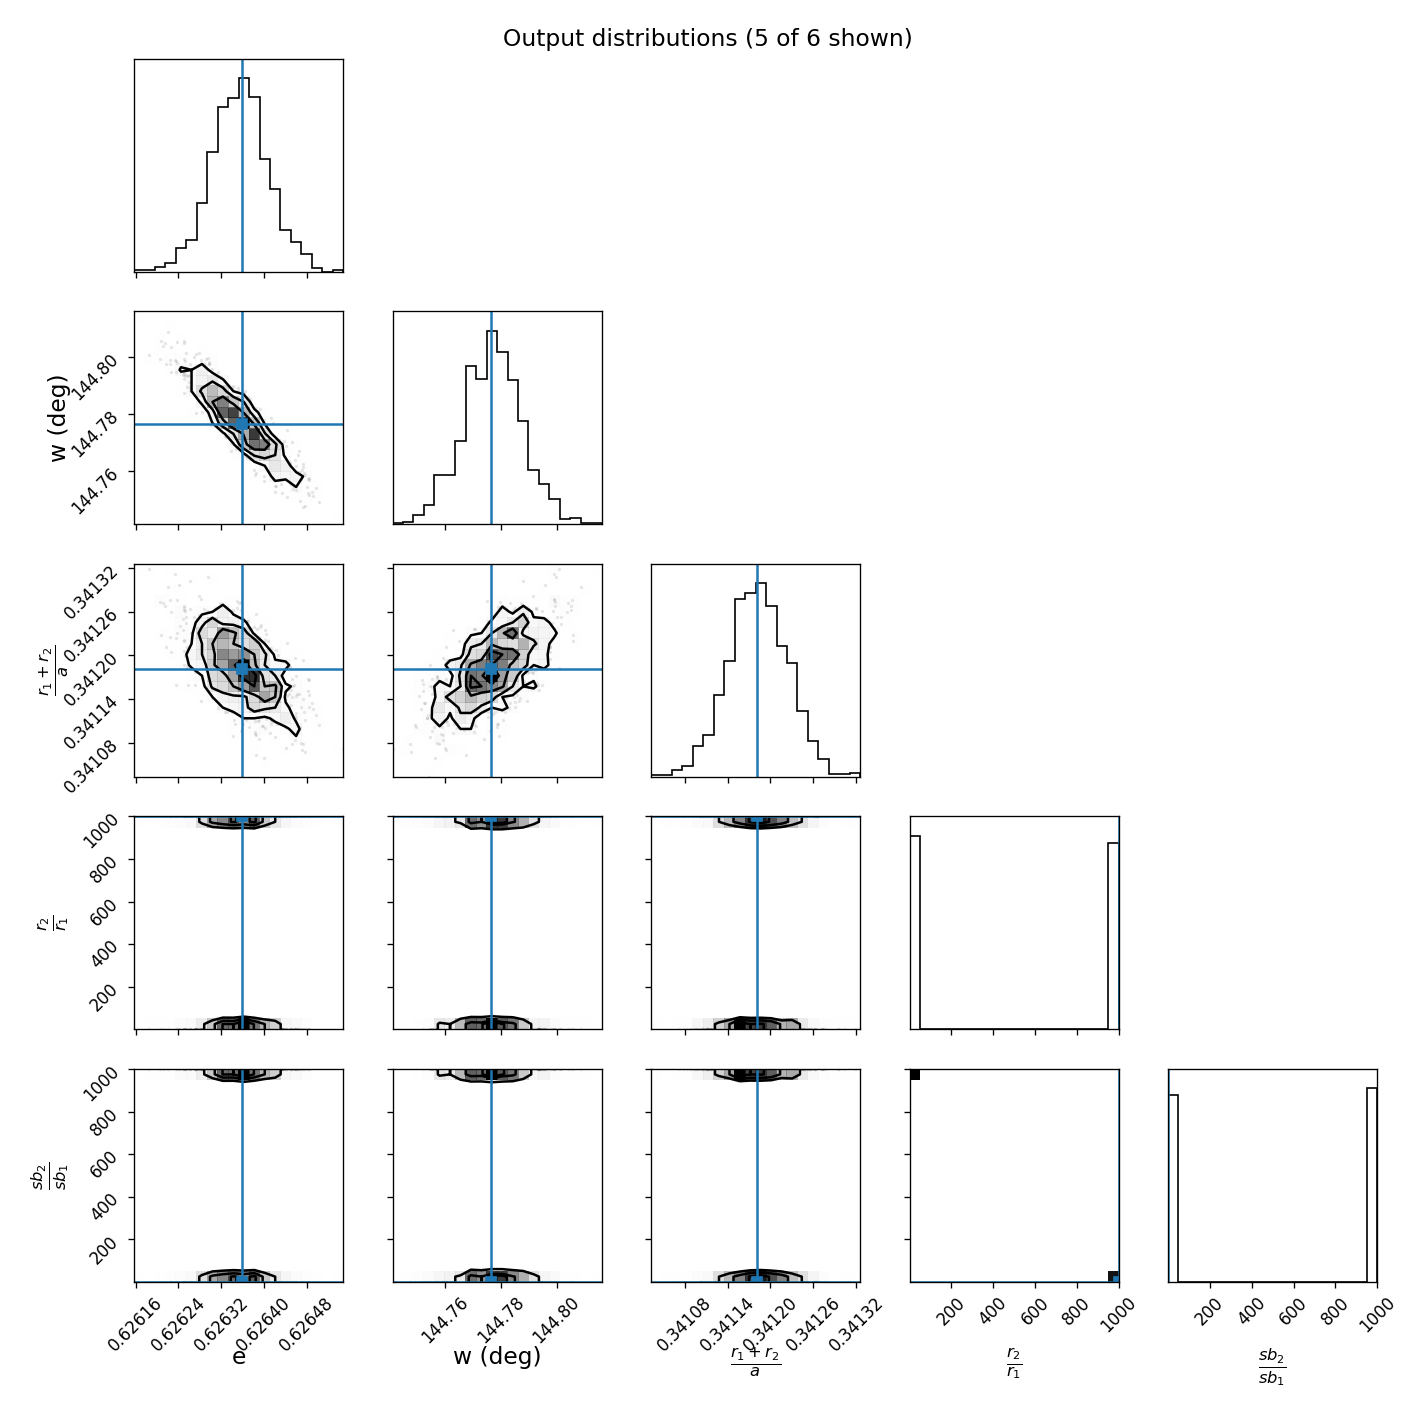 Output distributions (5 of 6 shown)
w (deg)
144.80
144.78
144.76
r₁ + r₂
a
0.34132
0.34126
0.34120
0.34114
0.34108
r₂
r₁
1000
800
600
400
200
sb₂
sb₁
1000
800
600
400
200
0.62616 0.62624 0.62632 0.62640 0.62648
144.76 144.78 144.80
0.34108 0.34114 0.34120 0.34126 0.34132
200 400 600 800 1000
200 400 600 800 1000
e
w (deg)
r₁ + r₂
a
r₂
r₁
sb₂
sb₁